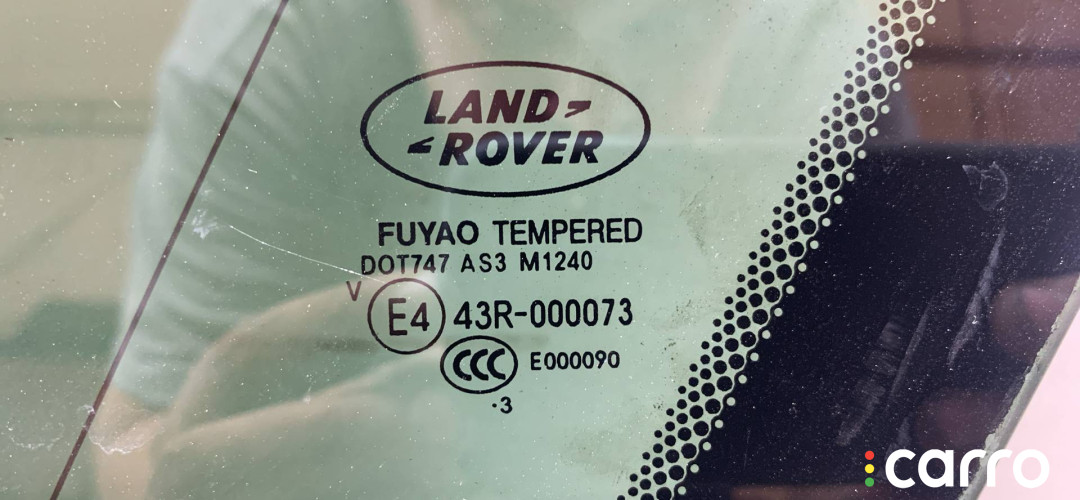 LAND
ROVER
FUYAO TEMPERED
DOT747 AS3 M1240
V
E4 43R-000073
CCC E000090
·3
carro